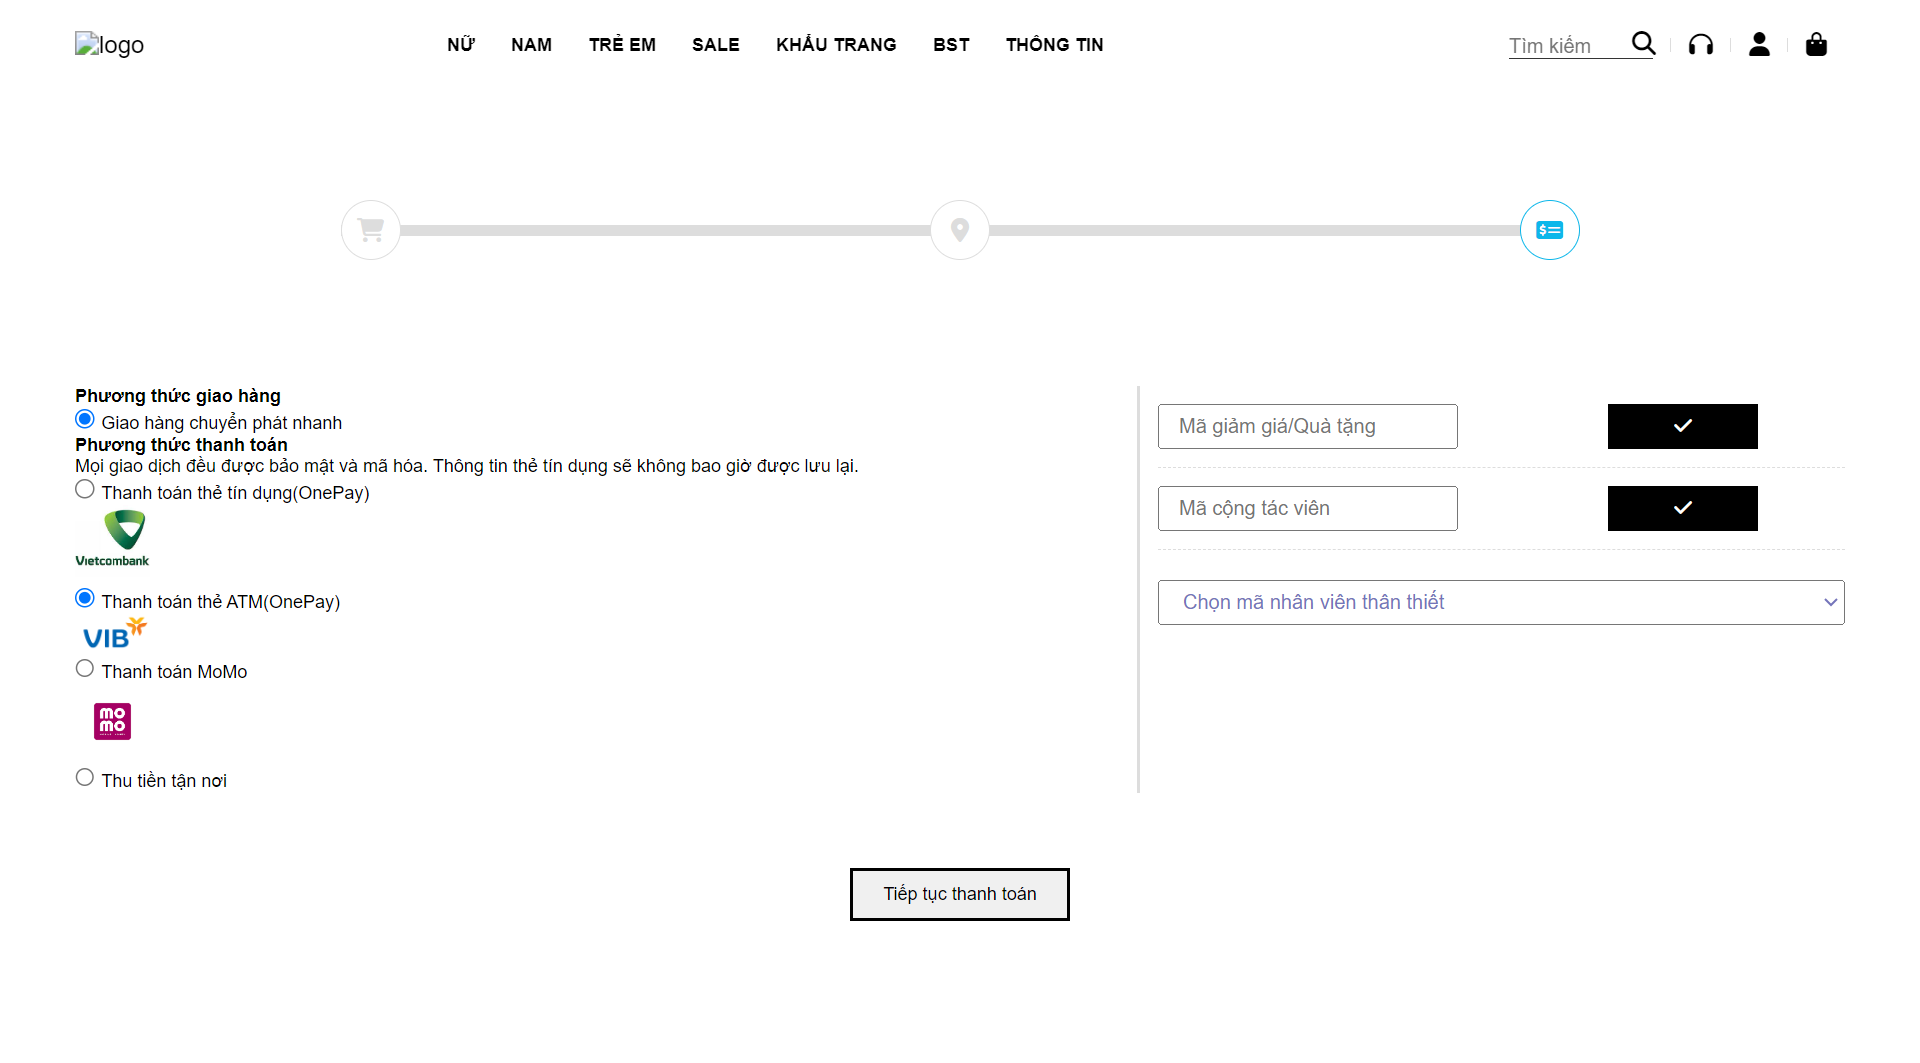 logo
NỮ NAM TRẺ EM SALE KHẨU TRANG BST THÔNG TIN
Tìm kiếm
Phương thức giao hàng
Giao hàng chuyển phát nhanh
Phương thức thanh toán
Mọi giao dịch đều được bảo mật và mã hóa. Thông tin thẻ tín dụng sẽ không bao giờ được lưu lại.
Thanh toán thẻ tín dụng(OnePay)
Vietcombank
Thanh toán thẻ ATM(OnePay)
VIB
Thanh toán MoMo
mo
mo
Thu tiền tận nơi
Mã giảm giá/Quà tặng
Mã cộng tác viên
Chọn mã nhân viên thân thiết
Tiếp tục thanh toán